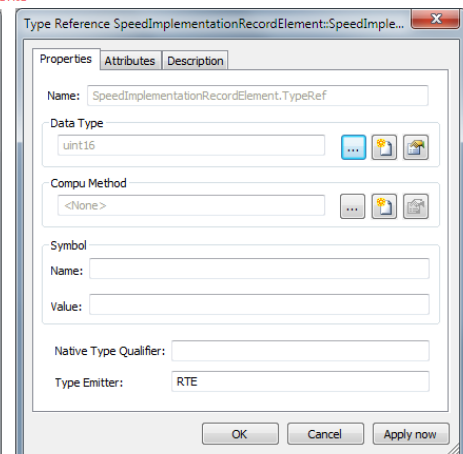 Type Reference SpeedImplementationRecordElement::SpeedImple...
Properties Attributes Description
Name: SpeedImplementationRecordElement.TypeRef
Data Type
uint16 ...
Compu Method
<None> ...
Symbol
Name:
Value:
Native Type Qualifier:
Type Emitter: RTE
OK Cancel Apply now